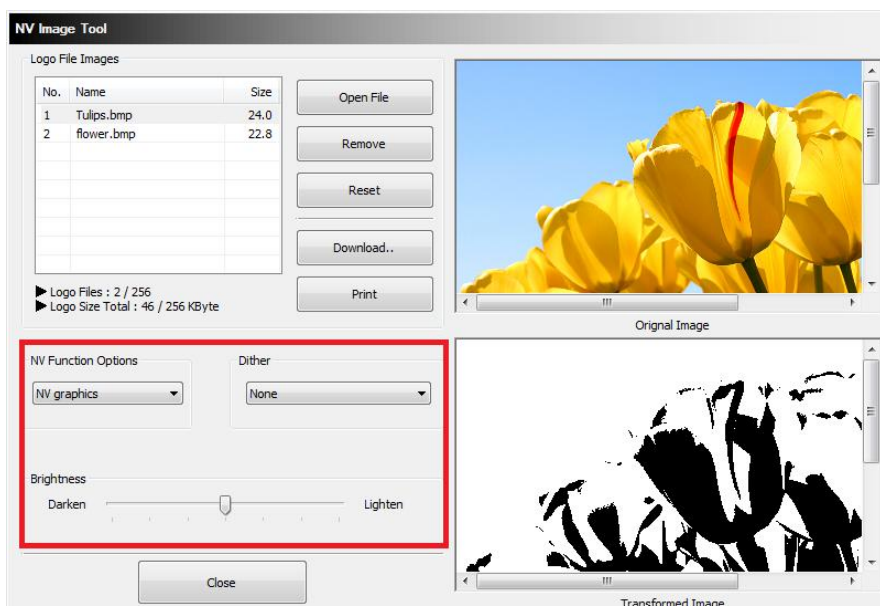 NV Image Tool
Logo File Images
No. Name Size
1 Tulips.bmp 24.0
2 flower.bmp 22.8
Open File
Remove
Reset
Download..
Print
Logo Files : 2 / 256
Logo Size Total : 46 / 256 KByte
Orignal Image
NV Function Options
NV graphics
Dither
None
Brightness
Darken
Lighten
Close
Transformed Image